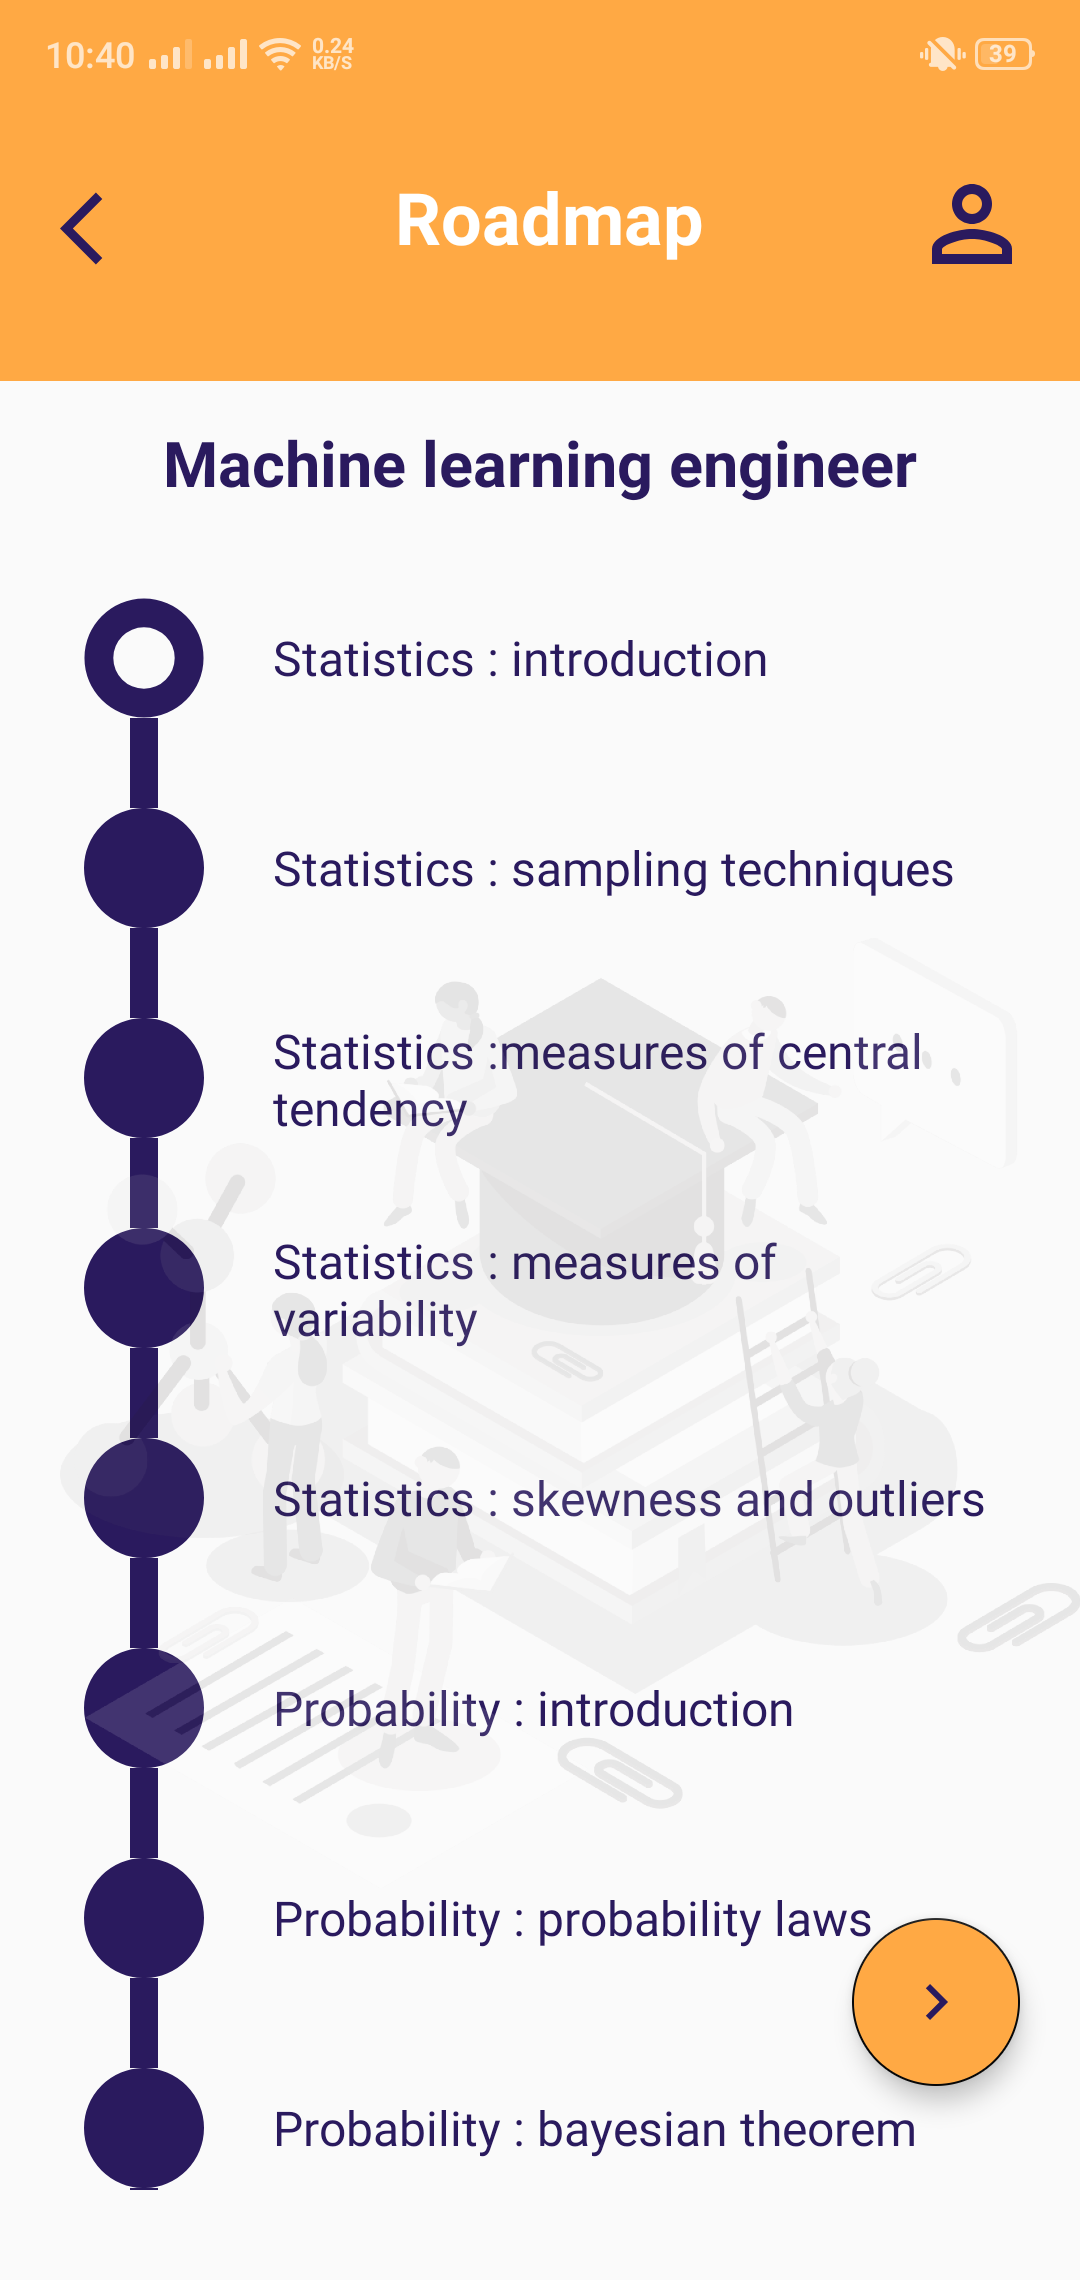 10:40
0.24
KB/S
39
Roadmap
Machine learning engineer
Statistics : introduction
Statistics : sampling techniques
Statistics :measures of central
tendency
Statistics : measures of
variability
Statistics : skewness and outliers
Probability : introduction
Probability : probability laws
Probability : bayesian theorem